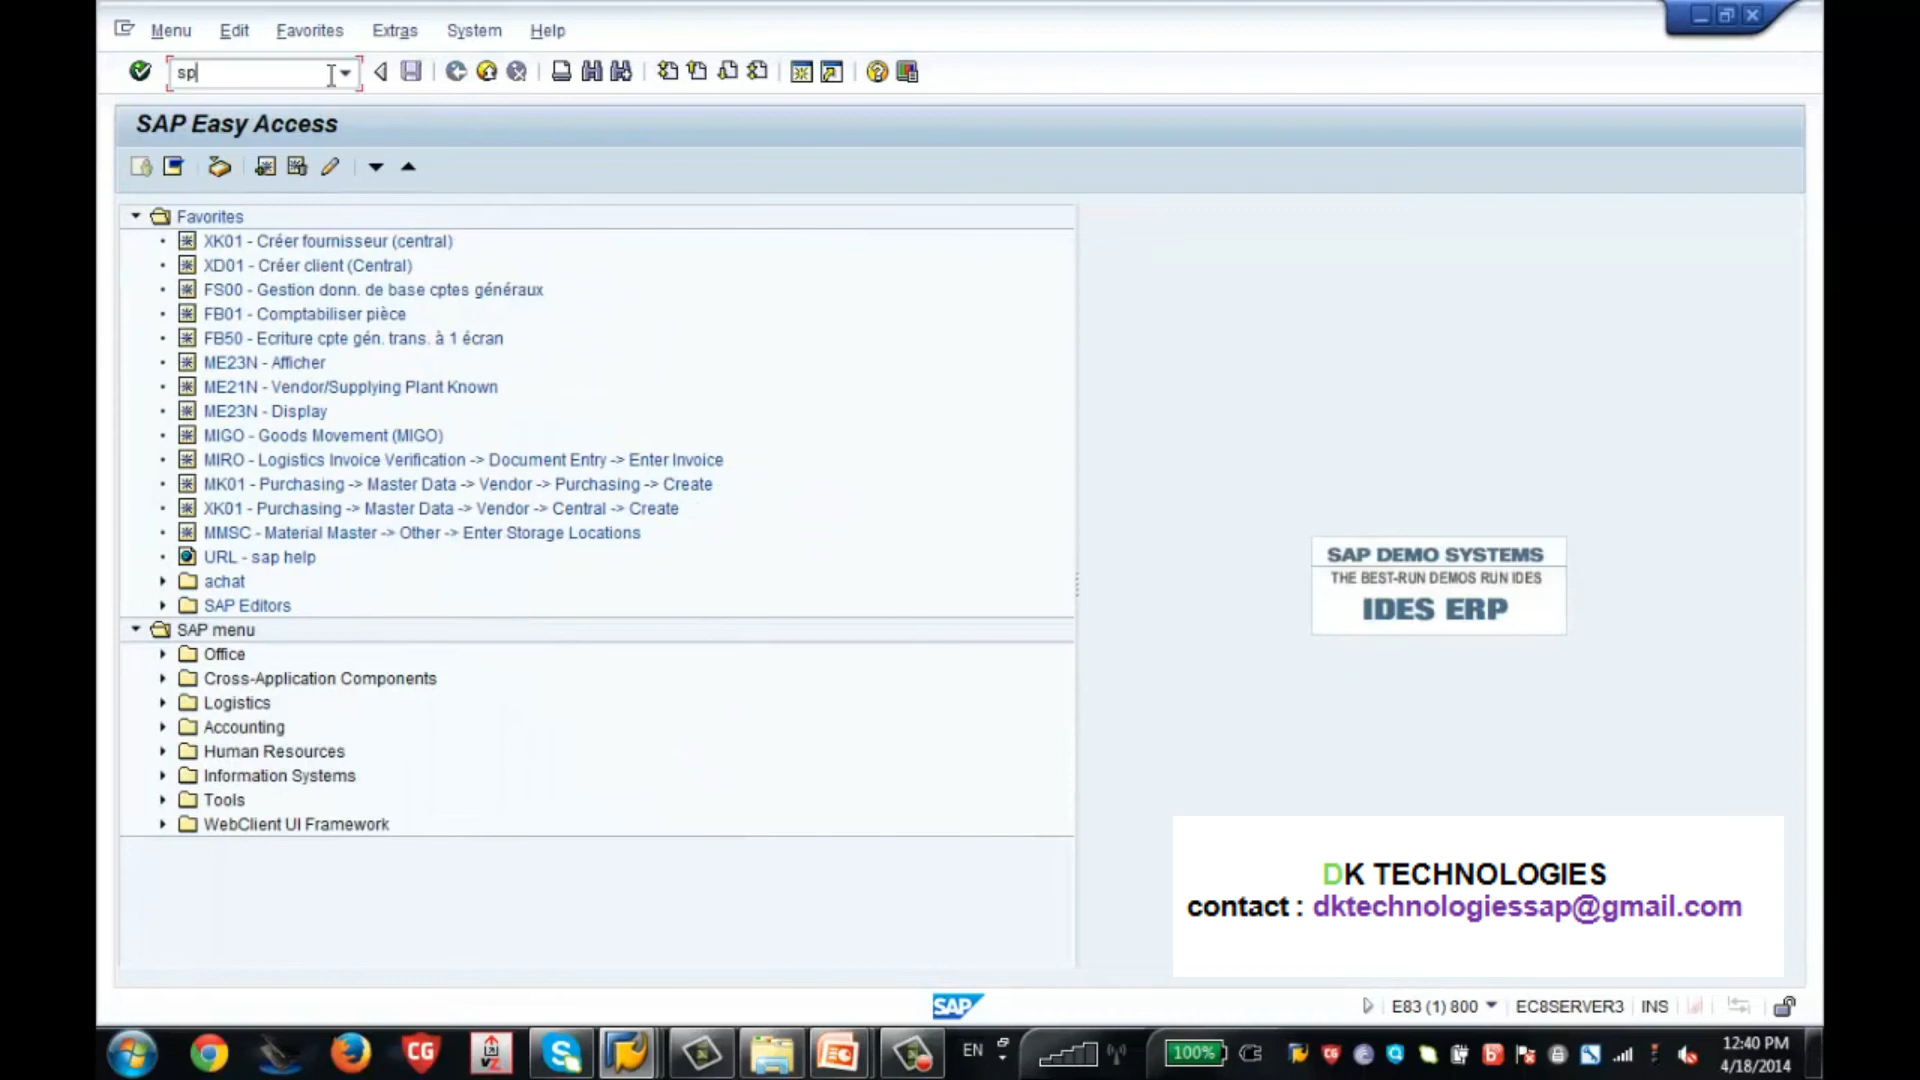 Menu Edit Favorites Extras System Help
sp
SAP Easy Access
Favorites
XK01 - Créer fournisseur (central)
XD01 - Créer client (Central)
FS00 - Gestion donn. de base cptes généraux
FB01 - Comptabiliser pièce
FB50 - Ecriture cpte gén. trans. à 1 écran
ME23N - Afficher
ME21N - Vendor/Supplying Plant Known
ME23N - Display
MIGO - Goods Movement (MIGO)
MIRO - Logistics Invoice Verification -> Document Entry -> Enter Invoice
MK01 - Purchasing -> Master Data -> Vendor -> Purchasing -> Create
XK01 - Purchasing -> Master Data -> Vendor -> Central -> Create
MMSC - Material Master -> Other -> Enter Storage Locations
URL - sap help
achat
SAP Editors
SAP menu
Office
Cross-Application Components
Logistics
Accounting
Human Resources
Information Systems
Tools
WebClient UI Framework
SAP DEMO SYSTEMS
THE BEST-RUN DEMOS RUN IDES
IDES ERP
DK TECHNOLOGIES
contact : dktechnologiessap@gmail.com
SAP
E83 (1) 800 EC8SERVER3 INS
CG
VZ
EN
100%
12:40 PM
4/18/2014